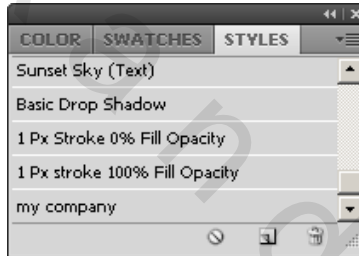 COLOR SWATCHES STYLES
Sunset Sky (Text)
Basic Drop Shadow
1 Px Stroke 0% Fill Opacity
1 Px stroke 100% Fill Opacity
my company